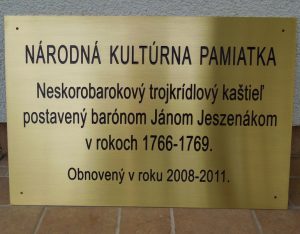 NÁRODNÁ KULTÚRNA PAMIATKA
Neskorobarokový trojkrídlový kaštieľ
postavený barónom Jánom Jeszenákom
v rokoch 1766-1769.
Obnovený v roku 2008-2011.